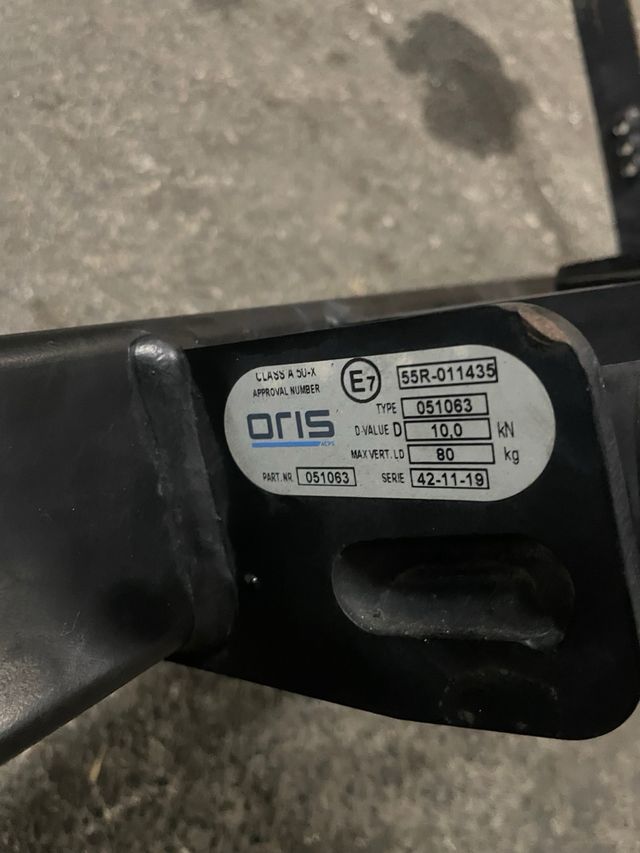 CLASS A 50-X
APPROVAL NUMBER E7 55R-011435
TYPE 051063
ORIS
ACPS
D-VALUE D 10,0 kN
MAX VERT. LD 80 kg
PART.NR. 051063 SERIE 42-11-19